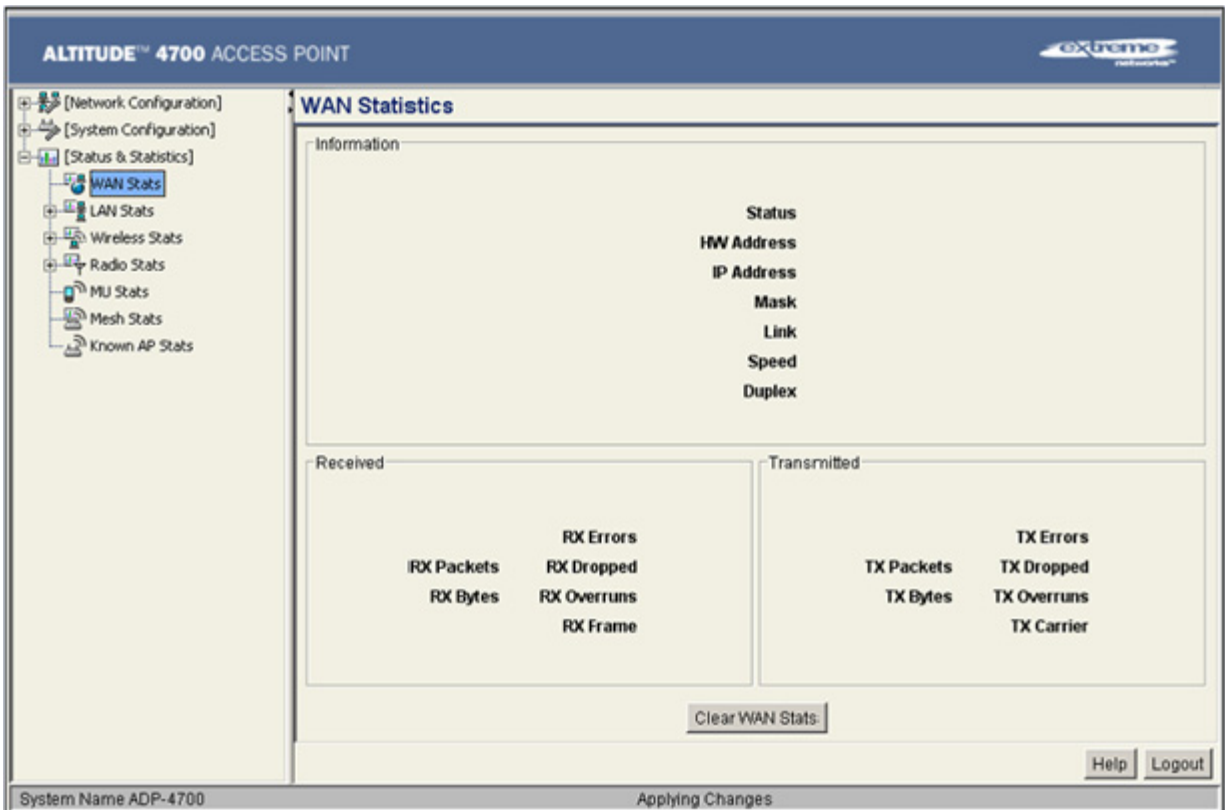 ALTITUDE™ 4700 ACCESS POINT
extreme
networks™
[Network Configuration]
[System Configuration]
[Status & Statistics]
WAN Stats
LAN Stats
Wireless Stats
Radio Stats
MU Stats
Mesh Stats
Known AP Stats
WAN Statistics
Information
Status
HW Address
IP Address
Mask
Link
Speed
Duplex
Received
RX Errors
RX Packets RX Dropped
RX Bytes RX Overruns
RX Frame
Transmitted
TX Errors
TX Packets TX Dropped
TX Bytes TX Overruns
TX Carrier
Clear WAN Stats
Help Logout
System Name ADP-4700 Applying Changes